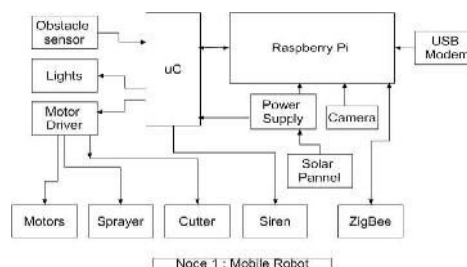 Obstacle
sensor
Lights
Motor
Driver
uC
Raspberry Pi
USB
Modem
Power
Supply
Camera
Solar
Pannel
Motors
Sprayer
Cutter
Siren
ZigBee
Noce 1 : Mobile Robot